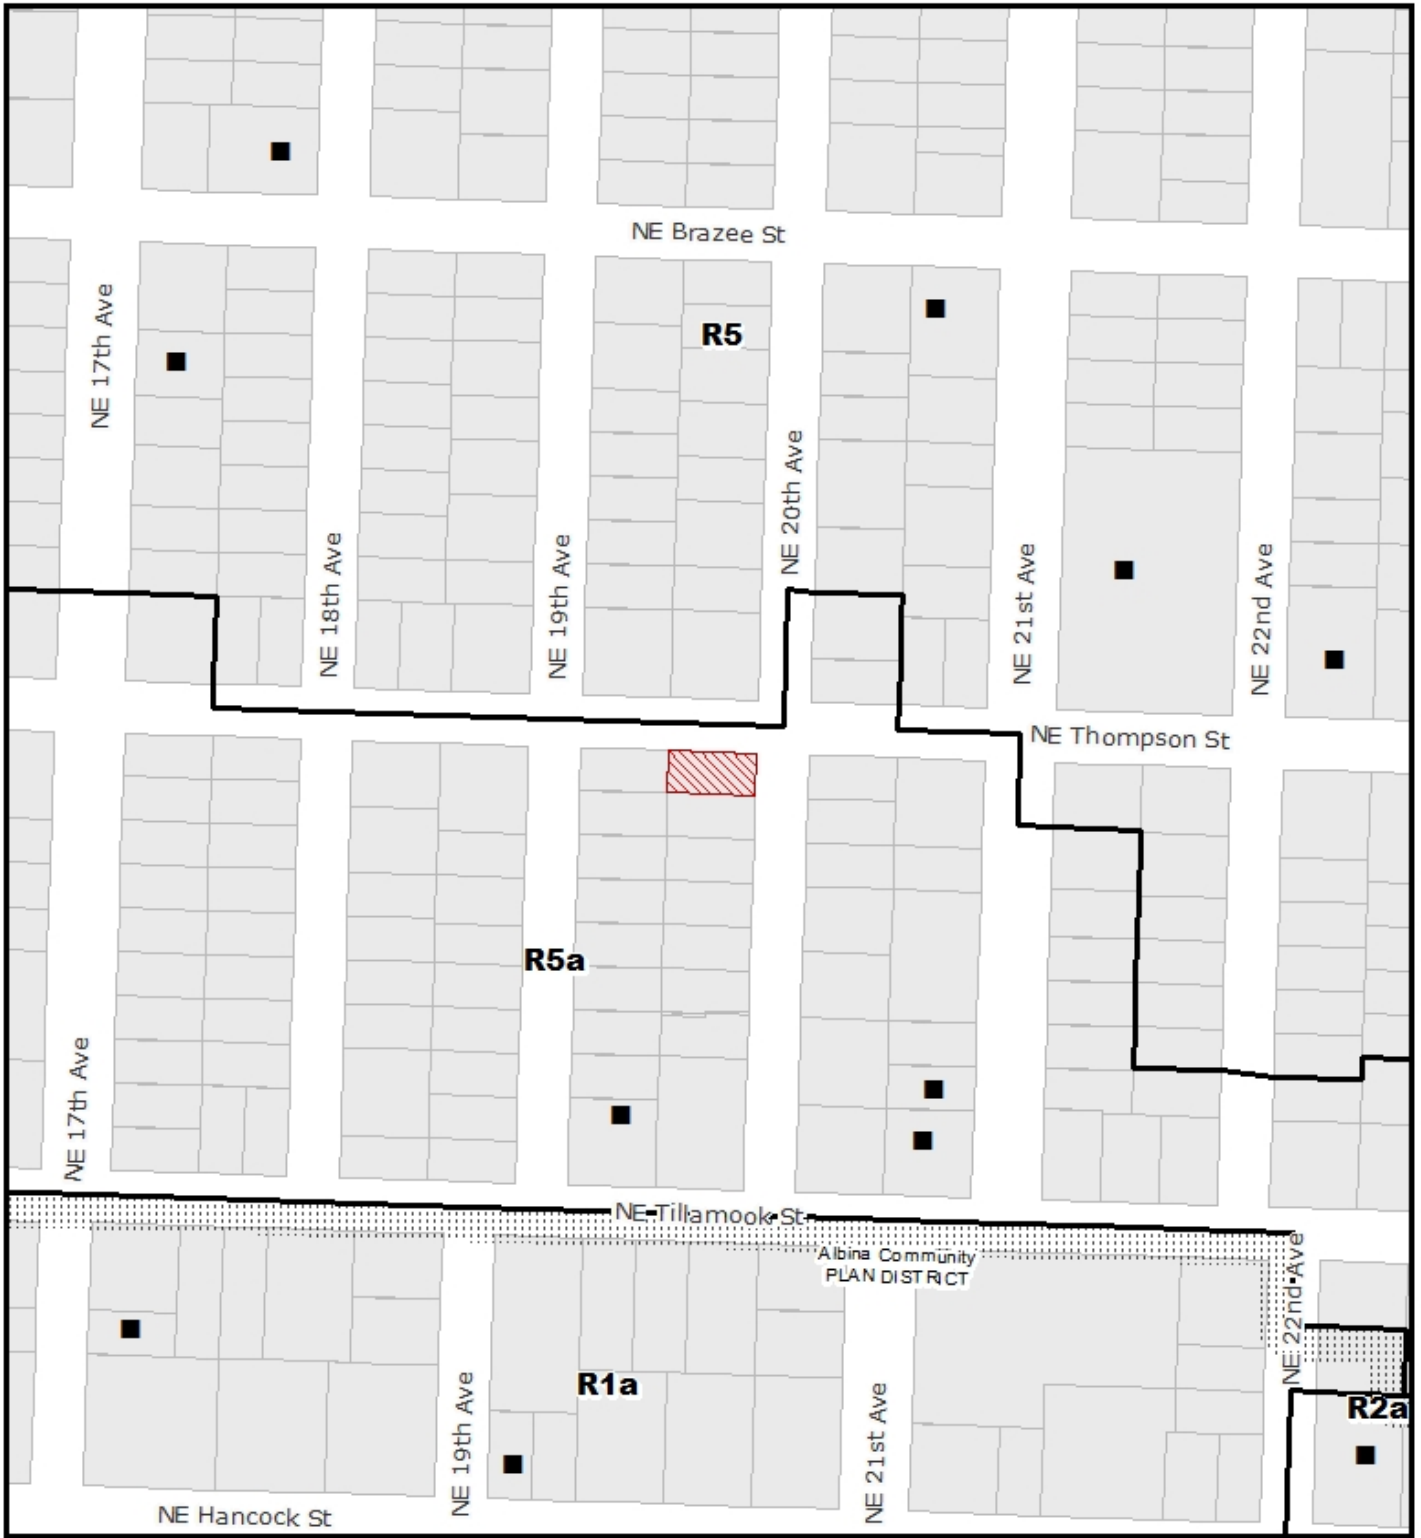 NE Brazee St
NE 17th Ave
R5
NE 20th Ave
NE 18th Ave
NE 19th Ave
NE 21st Ave
NE 22nd Ave
NE Thompson St
R5a
NE 17th Ave
NE Tillamook St
Albina Community
PLAN DISTRICT
NE 22nd Ave
R1a
NE 19th Ave
NE 21st Ave
R2a
NE Hancock St